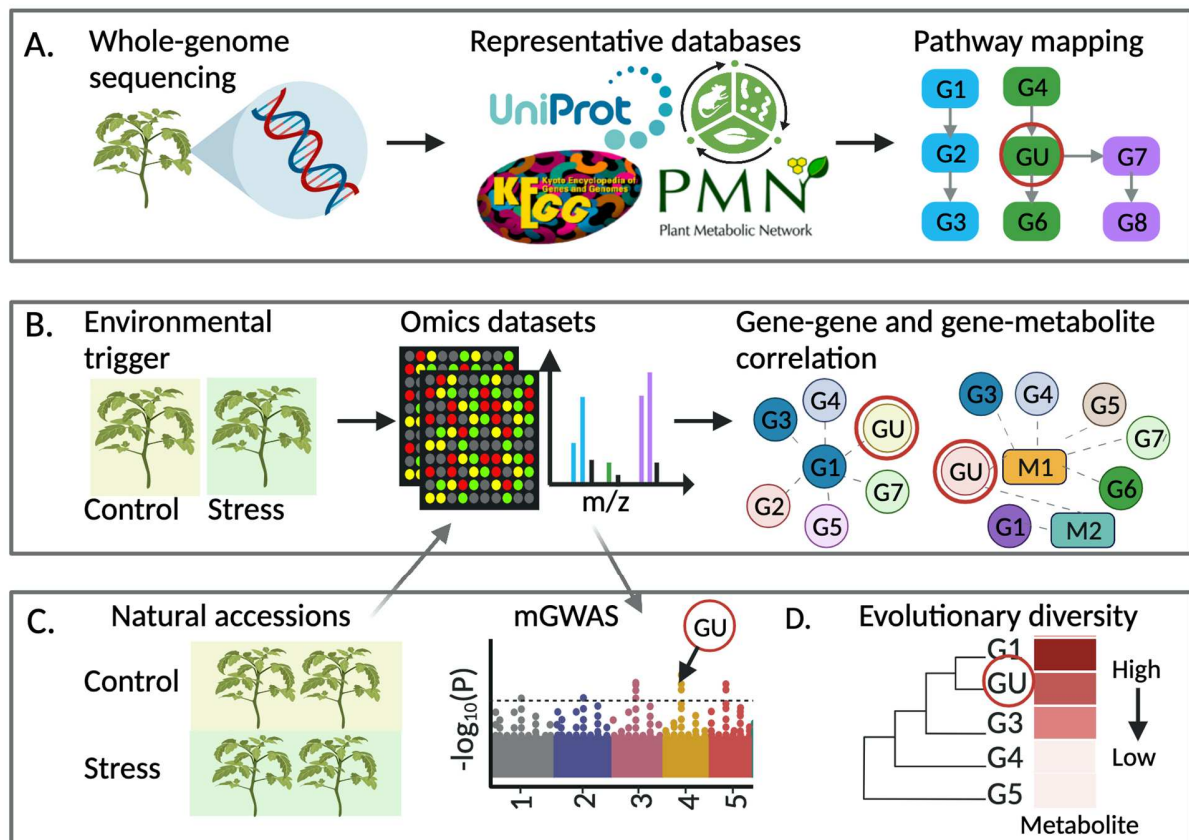 A.
Whole-genome
sequencing
Representative databases
Pathway mapping
UniProt
KEGG
Kyoto Encyclopedia of
Genes and Genomes
PMN
Plant Metabolic Network
G1
G4
G2
GU
G7
G3
G6
G8
B.
Environmental
trigger
Control
Stress
Omics datasets
m/z
Gene-gene and gene-metabolite
correlation
G3
G4
GU
G1
G2
G7
G5
G3
G4
G5
G7
GU
M1
G6
G1
M2
C.
Natural accessions
Control
Stress
mGWAS
GU
-log₁₀(P)
1
2
3
4
5
D.
Evolutionary diversity
G1
GU
G3
G4
G5
High
Low
Metabolite